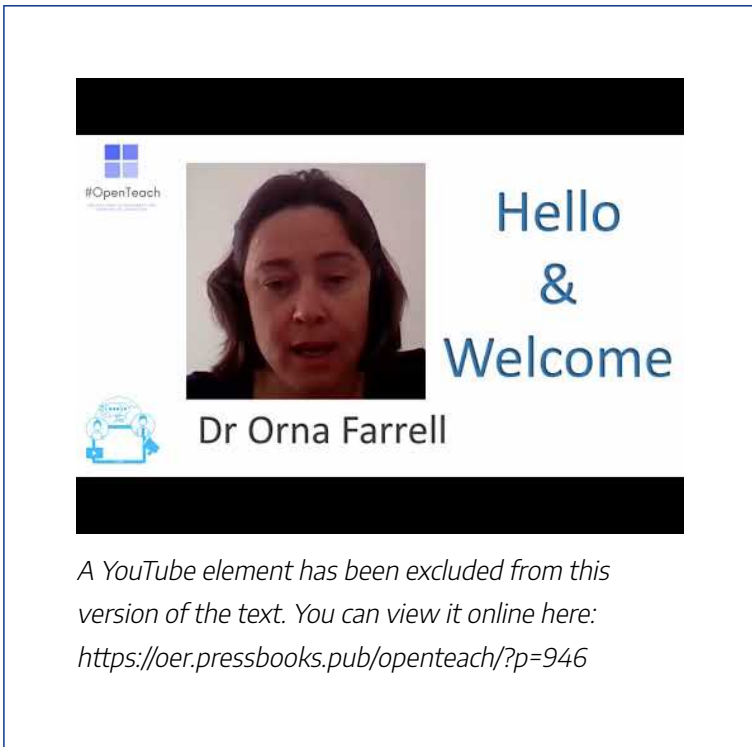 #OpenTeach
Hello
&
Welcome
Dr Orna Farrell
A YouTube element has been excluded from this
version of the text. You can view it online here:
https://oer.pressbooks.pub/openteach/?p=946